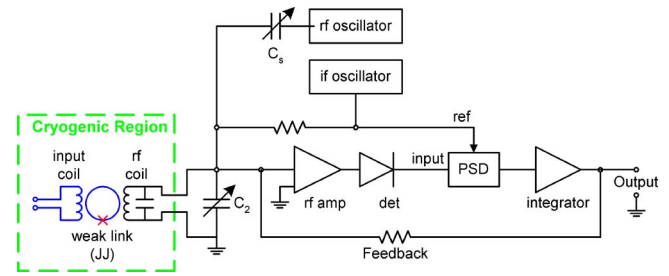 rf oscillator
Cs
if oscillator
Cryogenic Region
ref
input
coil
rf
coil
input
PSD
Output
C2
rf amp
det
integrator
weak link
(JJ)
Feedback